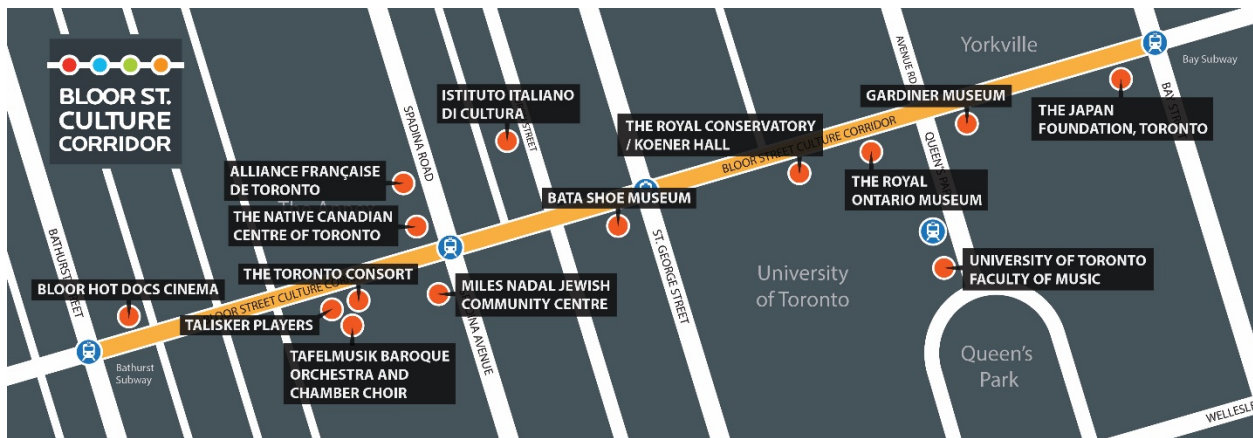 BLOOR ST.
CULTURE
CORRIDOR
BATHURST STREET
Bathurst
Subway
BLOOR HOT DOCS CINEMA
TALISKER PLAYERS
THE TORONTO CONSORT
TAFELMUSIK BAROQUE
ORCHESTRA AND
CHAMBER CHOIR
ALLIANCE FRANÇAISE
DE TORONTO
THE NATIVE CANADIAN
CENTRE OF TORONTO
SPADINA ROAD
MILES NADAL JEWISH
COMMUNITY CENTRE
AVENUE
ISTITUTO ITALIANO
DI CULTURA
BATA SHOE MUSEUM
ST. GEORGE STREET
THE ROYAL CONSERVATORY
/ KOENER HALL
BLOOR STREET CULTURE CORRIDOR
University
of Toronto
THE ROYAL
ONTARIO MUSEUM
GARDINER MUSEUM
AVENUE RD
QUEEN'S
UNIVERSITY OF TORONTO
FACULTY OF MUSIC
Queen's
Park
Yorkville
THE JAPAN
FOUNDATION, TORONTO
Bay Subway
BAY
WELLESLE